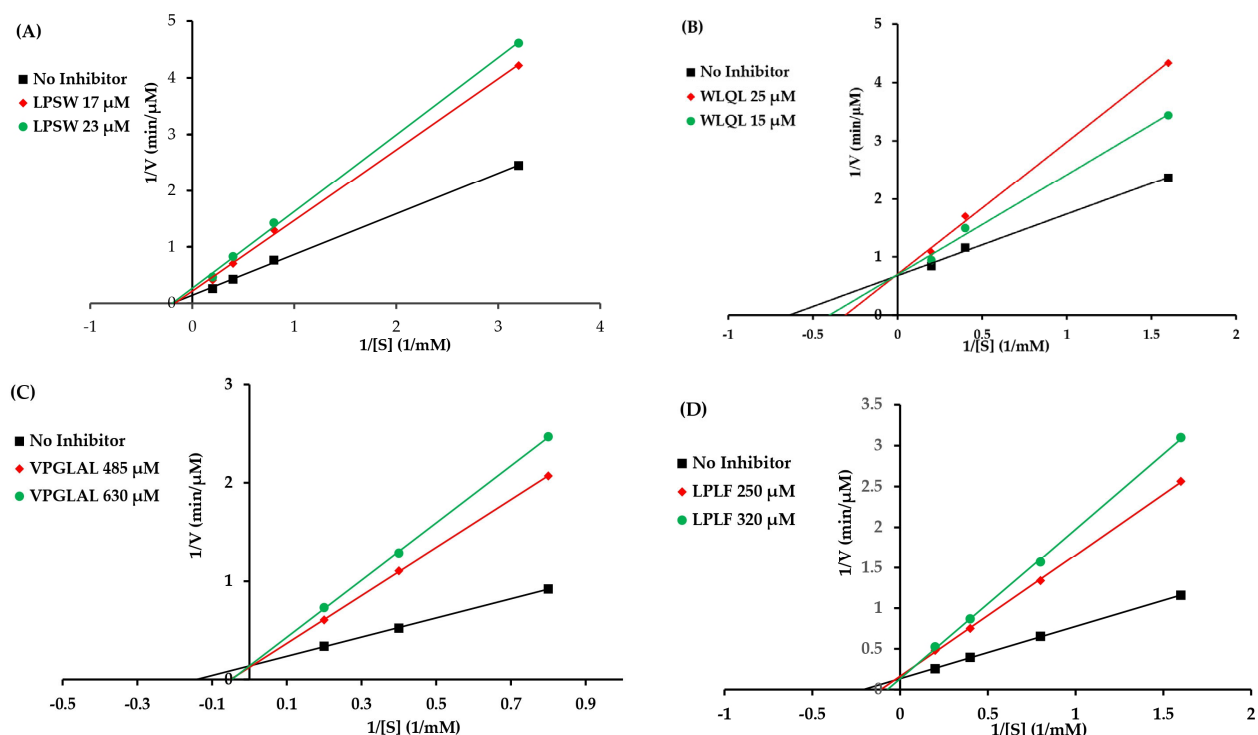 (A)
No Inhibitor
LPSW 17 µM
LPSW 23 µM
1/V (min/µM)
5
4
3
2
1
0
-1
0
1
2
3
4
1/[S] (1/mM)
(B)
No Inhibitor
WLQL 25 µM
WLQL 15 µM
1/V (min/µM)
5
4
3
2
1
0
-1
-0.5
0
0.5
1
1.5
2
1/[S] (1/mM)
(C)
No Inhibitor
VPGLAL 485 µM
VPGLAL 630 µM
1/V (min/µM)
3
2
1
0
-0.5
-0.3
-0.1
0.1
0.3
0.5
0.7
0.9
1/[S] (1/mM)
(D)
No Inhibitor
LPLF 250 µM
LPLF 320 µM
1/V (min/µM)
3.5
3
2.5
2
1.5
1
0.5
0
-1
-0.5
0
0.5
1
1.5
2
1/[S] (1/mM)